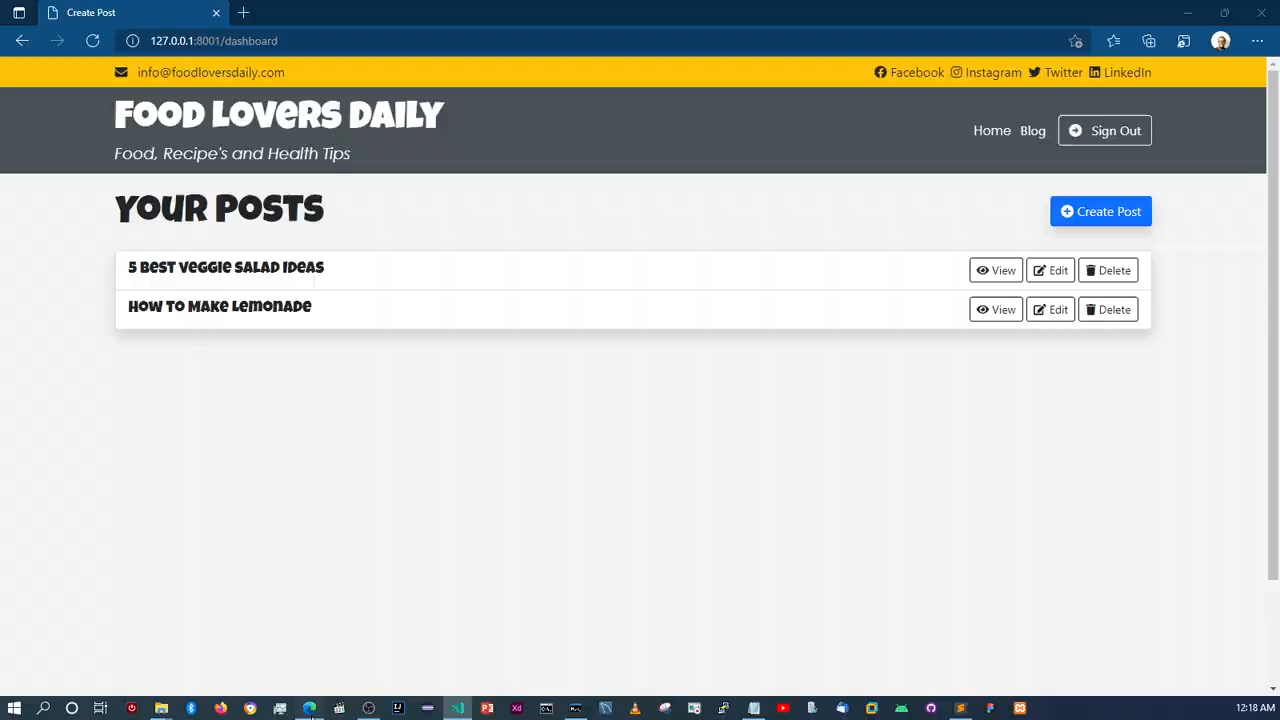 Create Post
127.0.0.1:8001/dashboard
info@foodloversdaily.com
Facebook Instagram Twitter LinkedIn
Food Lovers Daily
Food, Recipe's and Health Tips
Home Blog Sign Out
Your Posts
Create Post
5 Best Veggie Salad Ideas
View Edit Delete
How To Make Lemonade
View Edit Delete
Xd
12:18 AM